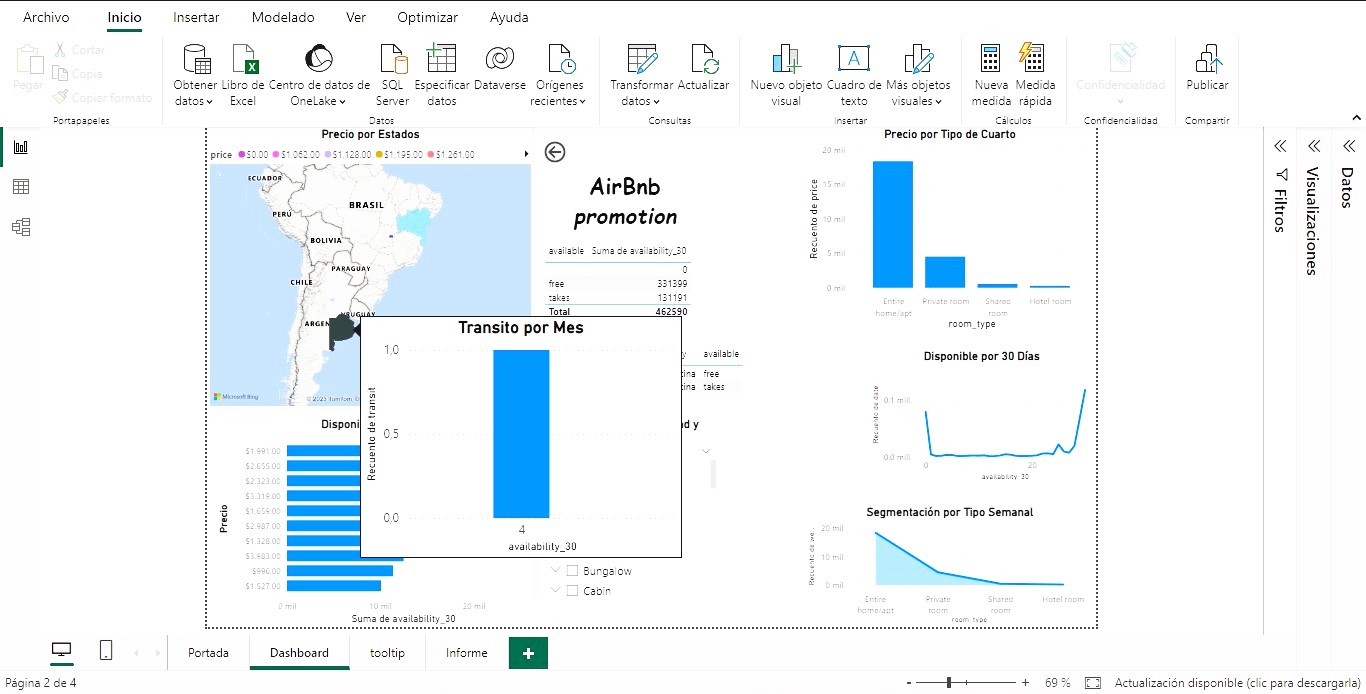 Archivo Inicio Insertar Modelado Ver Optimizar Ayuda
Pegar
Cortar
Copia
Copiar formato
Portapapeles
Obtener datos
Libro de Excel
Centro de datos de OneLake
SQL Server
Especificar datos
Dataverse
Orígenes recientes
Datos
Transformar datos
Actualizar
Consultas
Nuevo objeto visual
Cuadro de texto
Más objetos visuales
Insertar
Nueva medida
Medida rápida
Cálculos
Confidencialidad
Confidencialidad
Publicar
Compartir
Precio por Estados
price $0.00 $1,062.00 $1,128.00 $1,195.00 $1,261.00
ECUADOR
PERÚ
BRASIL
BOLIVIA
PARAGUAY
CHILE
URUGUAY
ARGEN
Microsoft Bing
© 2023 TomTom
AirBnb
promotion
available Suma de availability_30
0
free 331399
takes 131191
Total 462590
y available
ina free
ina takes
Transito por Mes
Recuento de transit
1,0
0,5
0,0
4
availability_30
Disponi
d y
Precio
$1,991.00
$2,655.00
$2,323.00
$3,319.00
$1,659.00
$2,987.00
$1,328.00
$3,983.00
$996.00
$1,527.00
0 mil 10 mil 20 mil
Suma de availability_30
Bungalow
Cabin
Precio por Tipo de Cuarto
Recuento de price
20 mil
15 mil
10 mil
5 mil
0 mil
Entire home/apt
Private room
Shared room
Hotel room
room_type
Disponible por 30 Días
Recuento de date
0,1 mill.
0,0 mill.
0 20
availability_30
Segmentación por Tipo Semanal
Recuento de we...
20 mil
10 mil
0 mil
Entire home/apt
Private room
Shared room
Hotel room
room_type
Filtros
Visualizaciones
Datos
Portada Dashboard tooltip Informe +
Página 2 de 4
- + 69 %
Actualización disponible (clic para descargarla)